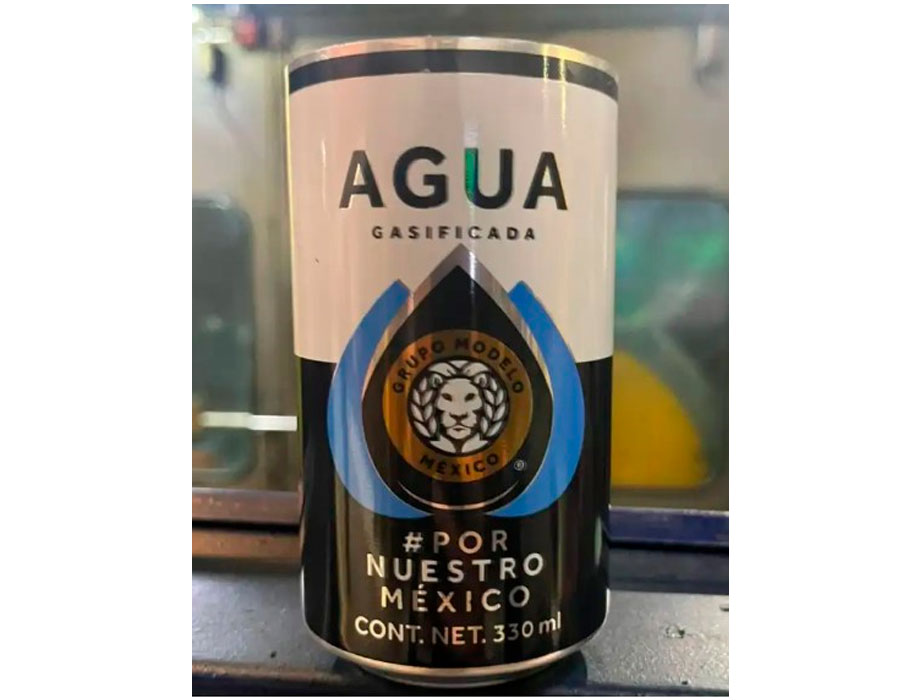 AGUA
GASIFICADA
GRUPO MODELO
MÉXICO
®
#POR
NUESTRO
MÉXICO
CONT. NET. 330 ml